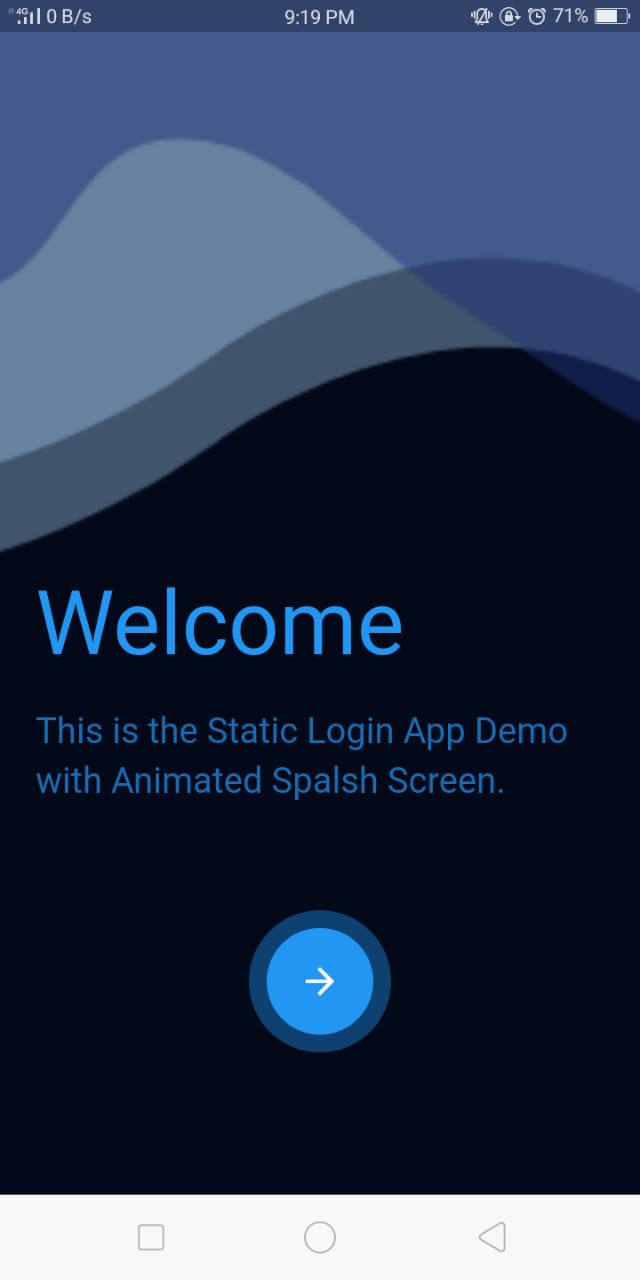 4G 0 B/s 9:19 PM 71%
Welcome
This is the Static Login App Demo
with Animated Spalsh Screen.